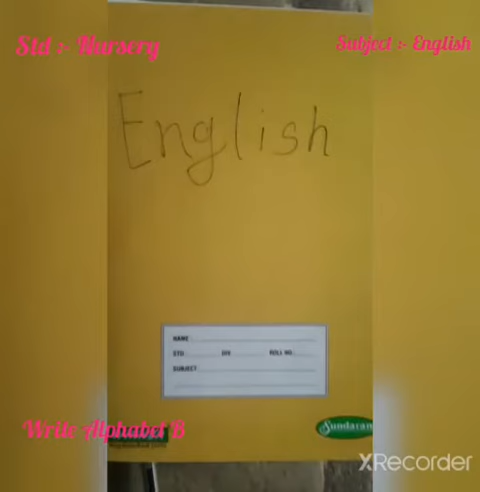 Std :- Nursery
Subject :- English
English
NAME
STD DIV ROLL NO.
SUBJECT
Write Alphabet B
Sundaram
XRecorder